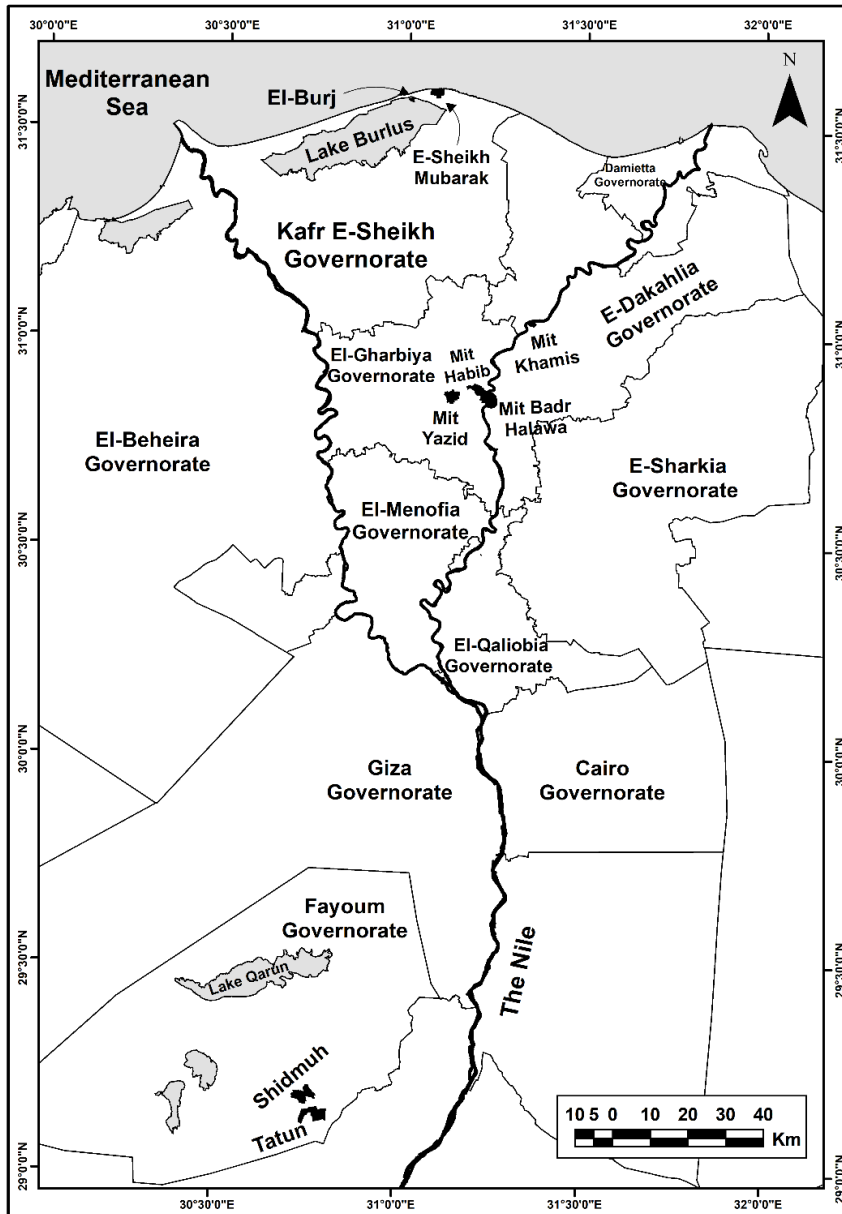 30°0'0"E 30°30'0"E 31°0'0"E 31°30'0"E 32°0'0"E
N
Mediterranean
Sea
El-Burj
31°30'0"N
31°30'0"N
Lake Burlus
E-Sheikh
Mubarak
Damietta
Governorate
Kafr E-Sheikh
Governorate
E-Dakahlia
Governorate
31°0'0"N
31°0'0"N
El-Gharbiya
Governorate
Mit
Habib
Mit
Khamis
Mit
Yazid
Mit Badr
Halawa
El-Beheira
Governorate
E-Sharkia
Governorate
El-Menofia
Governorate
30°30'0"N
30°30'0"N
El-Qaliobia
Governorate
30°0'0"N
30°0'0"N
Giza
Governorate
Cairo
Governorate
Fayoum
Governorate
29°30'0"N
29°30'0"N
Lake Qarun
The Nile
Shidmuh
Tatun
10 5 0 10 20 30 40
Km
29°0'0"N
29°0'0"N
30°30'0"E 31°0'0"E 31°30'0"E 32°0'0"E